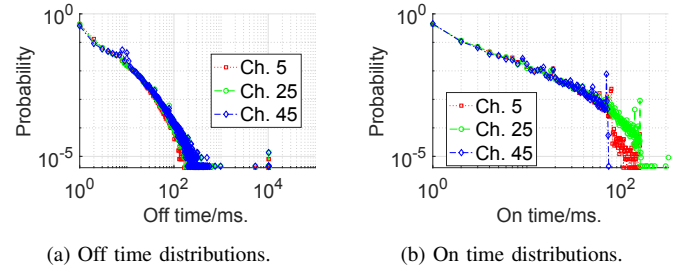 10^0
10^-5
Probability
Ch. 5
Ch. 25
Ch. 45
10^0 10^2 10^4
Off time/ms.
(a) Off time distributions.
10^0
10^-5
Probability
Ch. 5
Ch. 25
Ch. 45
10^0 10^2
On time/ms.
(b) On time distributions.